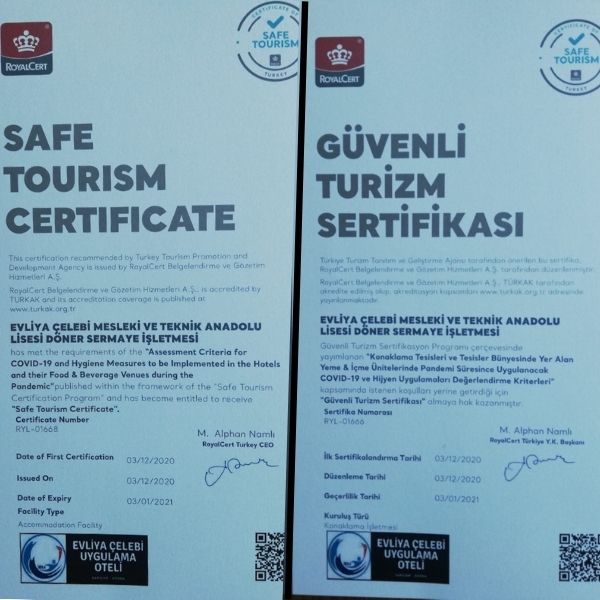 ROYALCERT
CERTIFICATE OF
SAFE
TOURISM
TURKEY
SAFE
TOURISM
CERTIFICATE
This certification recommended by Turkey Tourism Promotion and
Development Agency is issued by RoyalCert Belgelendirme ve Gözetim
Hizmetleri A.Ş.
RoyalCert Belgelendirme ve Gözetim Hizmetleri A.Ş., is accredited by
TURKAK and its accreditation coverage is published at
www.turkak.org.tr
EVLİYA ÇELEBİ MESLEKİ VE TEKNİK ANADOLU
LİSESİ DÖNER SERMAYE İŞLETMESİ
has met the requirements of the "Assessment Criteria for
COVID-19 and Hygiene Measures to be Implemented in the Hotels
and their Food & Beverage Venues during the
Pandemic"published within the framework of the "Safe Tourism
Certification Program" and has become entitled to receive
"Safe Tourism Certificate".
Certificate Number
RYL-01668
M. Alphan Namlı
RoyalCert Turkey CEO
Date of First Certification 03/12/2020
Issued On 03/12/2020
Date of Expiry 03/01/2021
Facility Type
Accommodation Facility
EVLİYA ÇELEBİ
UYGULAMA
OTELİ
ROYALCERT
CERTIFICATE OF
SAFE
TOURISM
TURKEY
GÜVENLİ
TURİZM
SERTİFİKASI
Türkiye Turizm Tanıtım ve Geliştirme Ajansı tarafından önerilen bu sertifika,
RoyalCert Belgelendirme ve Gözetim Hizmetleri A.Ş. tarafından düzenlenmiştir.
RoyalCert Belgelendirme ve Gözetim Hizmetleri A.Ş., TÜRKAK tarafından
akredite edilmiş olup, akreditasyon kapsamları www.turkak.org.tr adresinde
yayınlanmaktadır.
EVLİYA ÇELEBİ MESLEKİ VE TEKNİK ANADOLU
LİSESİ DÖNER SERMAYE İŞLETMESİ
Güvenli Turizm Sertifikasyon Programı çerçevesinde
yayımlanan "Konaklama Tesisleri ve Tesisler Bünyesinde Yer Alan
Yeme & İçme Ünitelerinde Pandemi Süresince Uygulanacak
COVID-19 ve Hijyen Uygulamaları Değerlendirme Kriterleri"
kapsamında istenen koşulları yerine getirdiği için
"Güvenli Turizm Sertifikası" almaya hak kazanmıştır.
Sertifika Numarası
RYL-01668
M. Alphan Namlı
RoyalCert Türkiye Y.K. Başkanı
İlk Sertifikalandırma Tarihi 03/12/2020
Düzenleme Tarihi 03/12/2020
Geçerlilik Tarihi 03/01/2021
Kuruluş Türü
Konaklama İşletmesi
EVLİYA ÇELEBİ
UYGULAMA
OTELİ